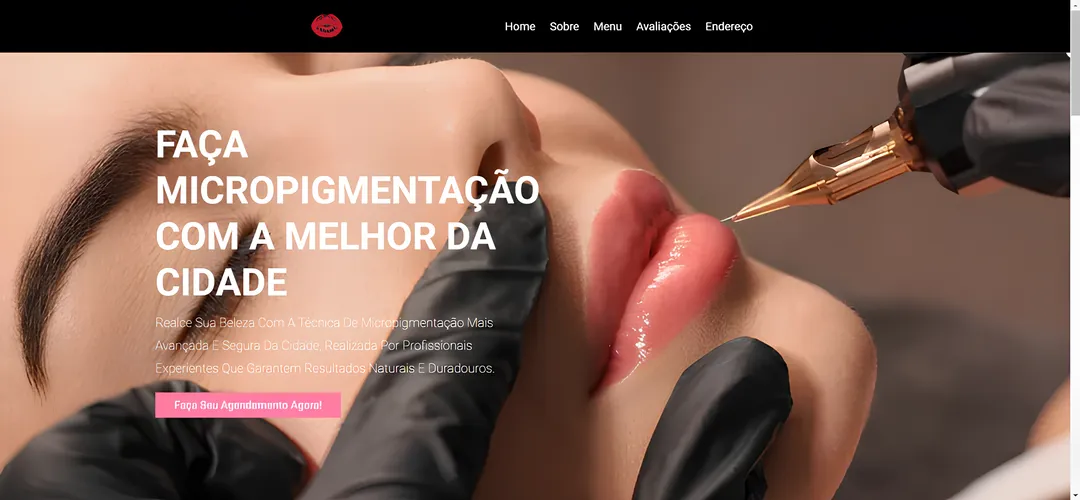 Home Sobre Menu Avaliações Endereço
FAÇA
MICROPIGMENTAÇÃO
COM A MELHOR DA
CIDADE
Realce Sua Beleza Com A Técnica De Micropigmentação Mais
Avançada E Segura Da Cidade, Realizada Por Profissionais
Experientes Que Garantem Resultados Naturais E Duradouros.
Faça Seu Agendamento Agora!